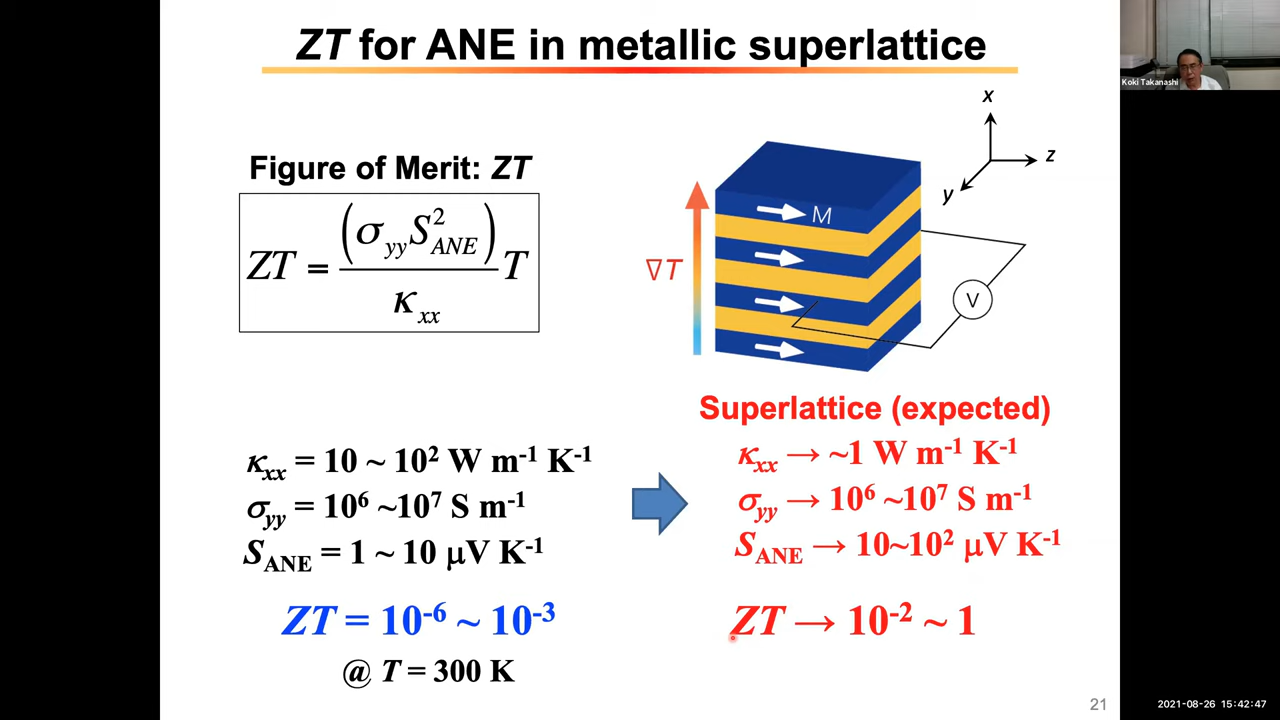 ZT for ANE in metallic superlattice
Koki Takanashi
Figure of Merit: ZT
ZT = (σyy S²ANE) / κxx T
x
z
y
M
∇T
V
Superlattice (expected)
κxx = 10 ~ 10² W m⁻¹ K⁻¹
σyy = 10⁶ ~10⁷ S m⁻¹
SANE = 1 ~ 10 μV K⁻¹
ZT = 10⁻⁶ ~ 10⁻³
@ T = 300 K
κxx → ~1 W m⁻¹ K⁻¹
σyy → 10⁶ ~10⁷ S m⁻¹
SANE → 10~10² μV K⁻¹
ZT → 10⁻² ~ 1
21
2021-08-26 15:42:47